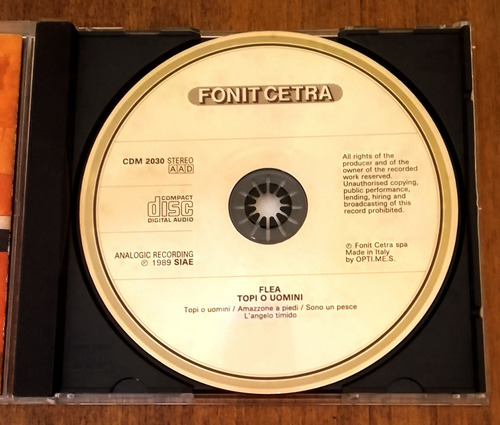 FONIT CETRA
CDM 2030 STEREO
AAD
COMPACT
disc
DIGITAL AUDIO
All rights of the
producer and of the
owner of the recorded
work reserved.
Unauthorised copying,
public performance,
lending, hiring and
broadcasting of this
record prohibited.
ANALOGIC RECORDING
℗ 1989 SIAE
℗ Fonit Cetra spa
Made in Italy
by OPTI.M.E.S.
FLEA
TOPI O UOMINI
Topi o uomini / Amazzone a piedi / Sono un pesce
L'angelo timido